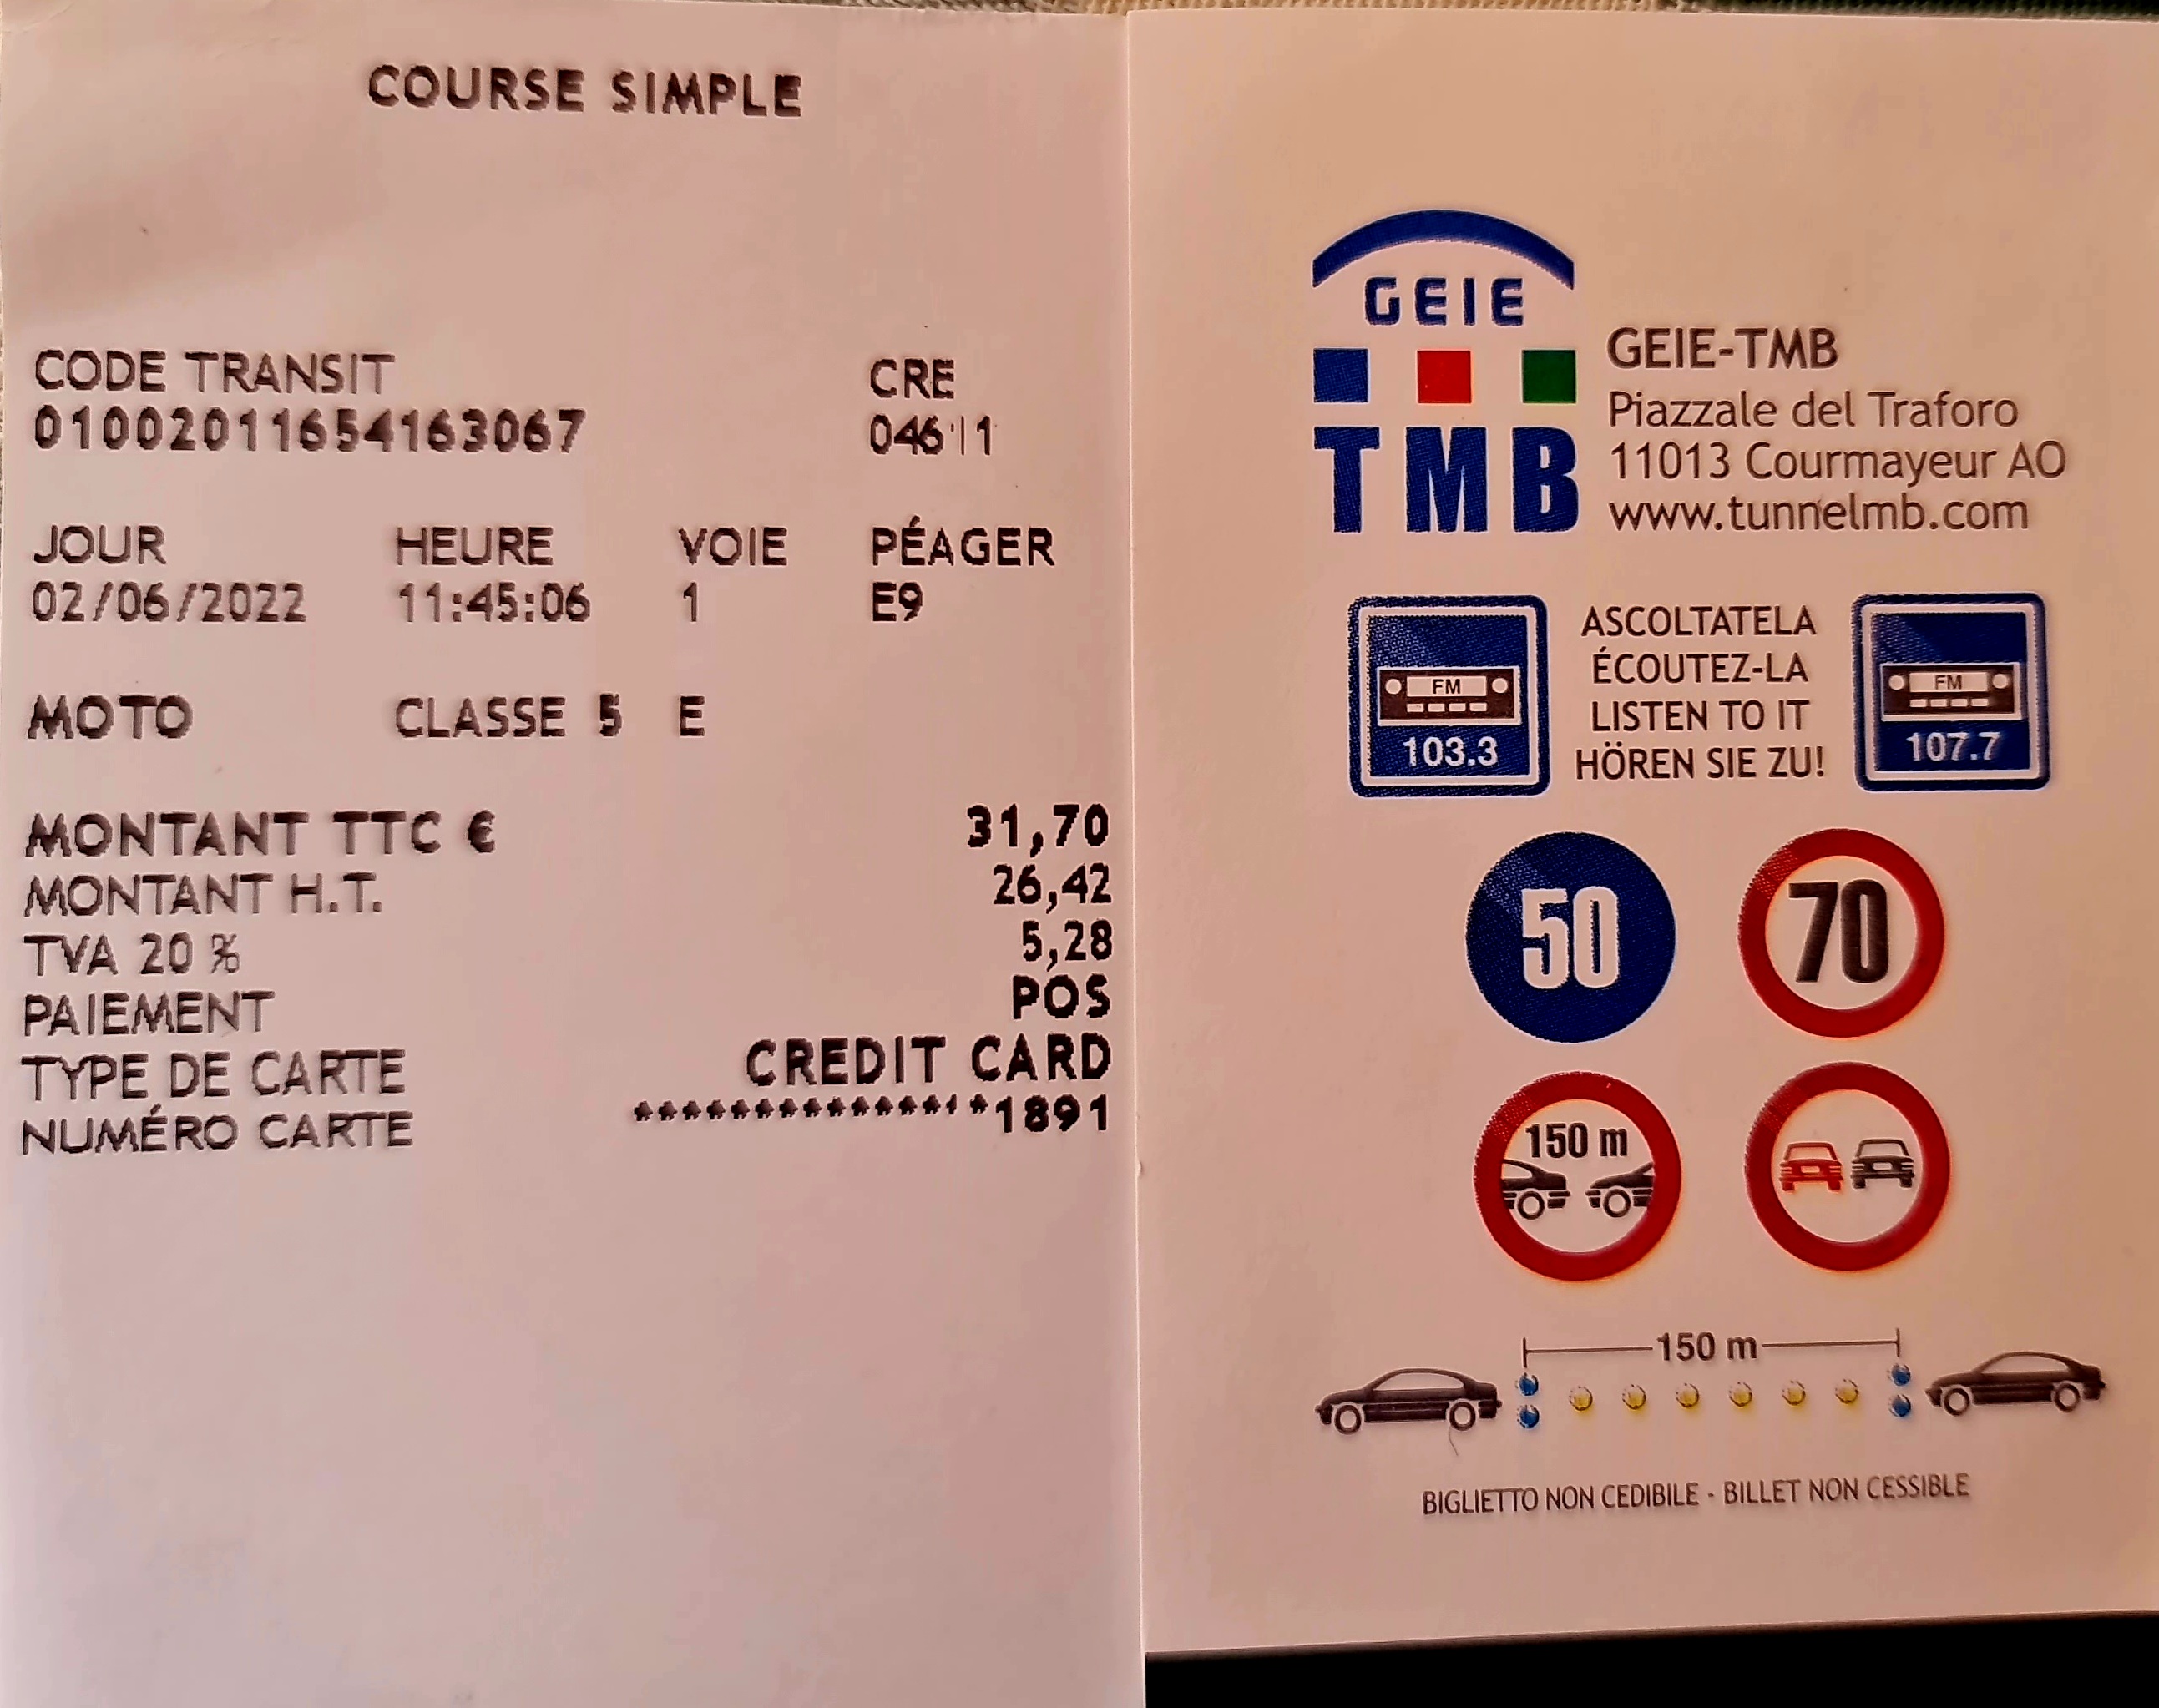 COURSE SIMPLE
CODE TRANSIT CRE
01002011654163067
JOUR HEURE VOIE PÉAGER
02/06/2022 11:45:06 1 E9
MOTO CLASSE 5 E
MONTANT TTC € 31,70
MONTANT H.T. 26,42
TVA 20 % 5,28
PAIEMENT POS
TYPE DE CARTE CREDIT CARD
NUMÉRO CARTE ****************1891
GEIE
TMB
GEIE-TMB
Piazzale del Traforo
11013 Courmayeur AO
www.tunnelmb.com
FM
103.3
ASCOLTATELA
ÉCOUTEZ-LA
LISTEN TO IT
HÖREN SIE ZU!
FM
107.7
50
70
150 m
150 m
BIGLIETTO NON CEDIBILE - BILLET NON CESSIBLE